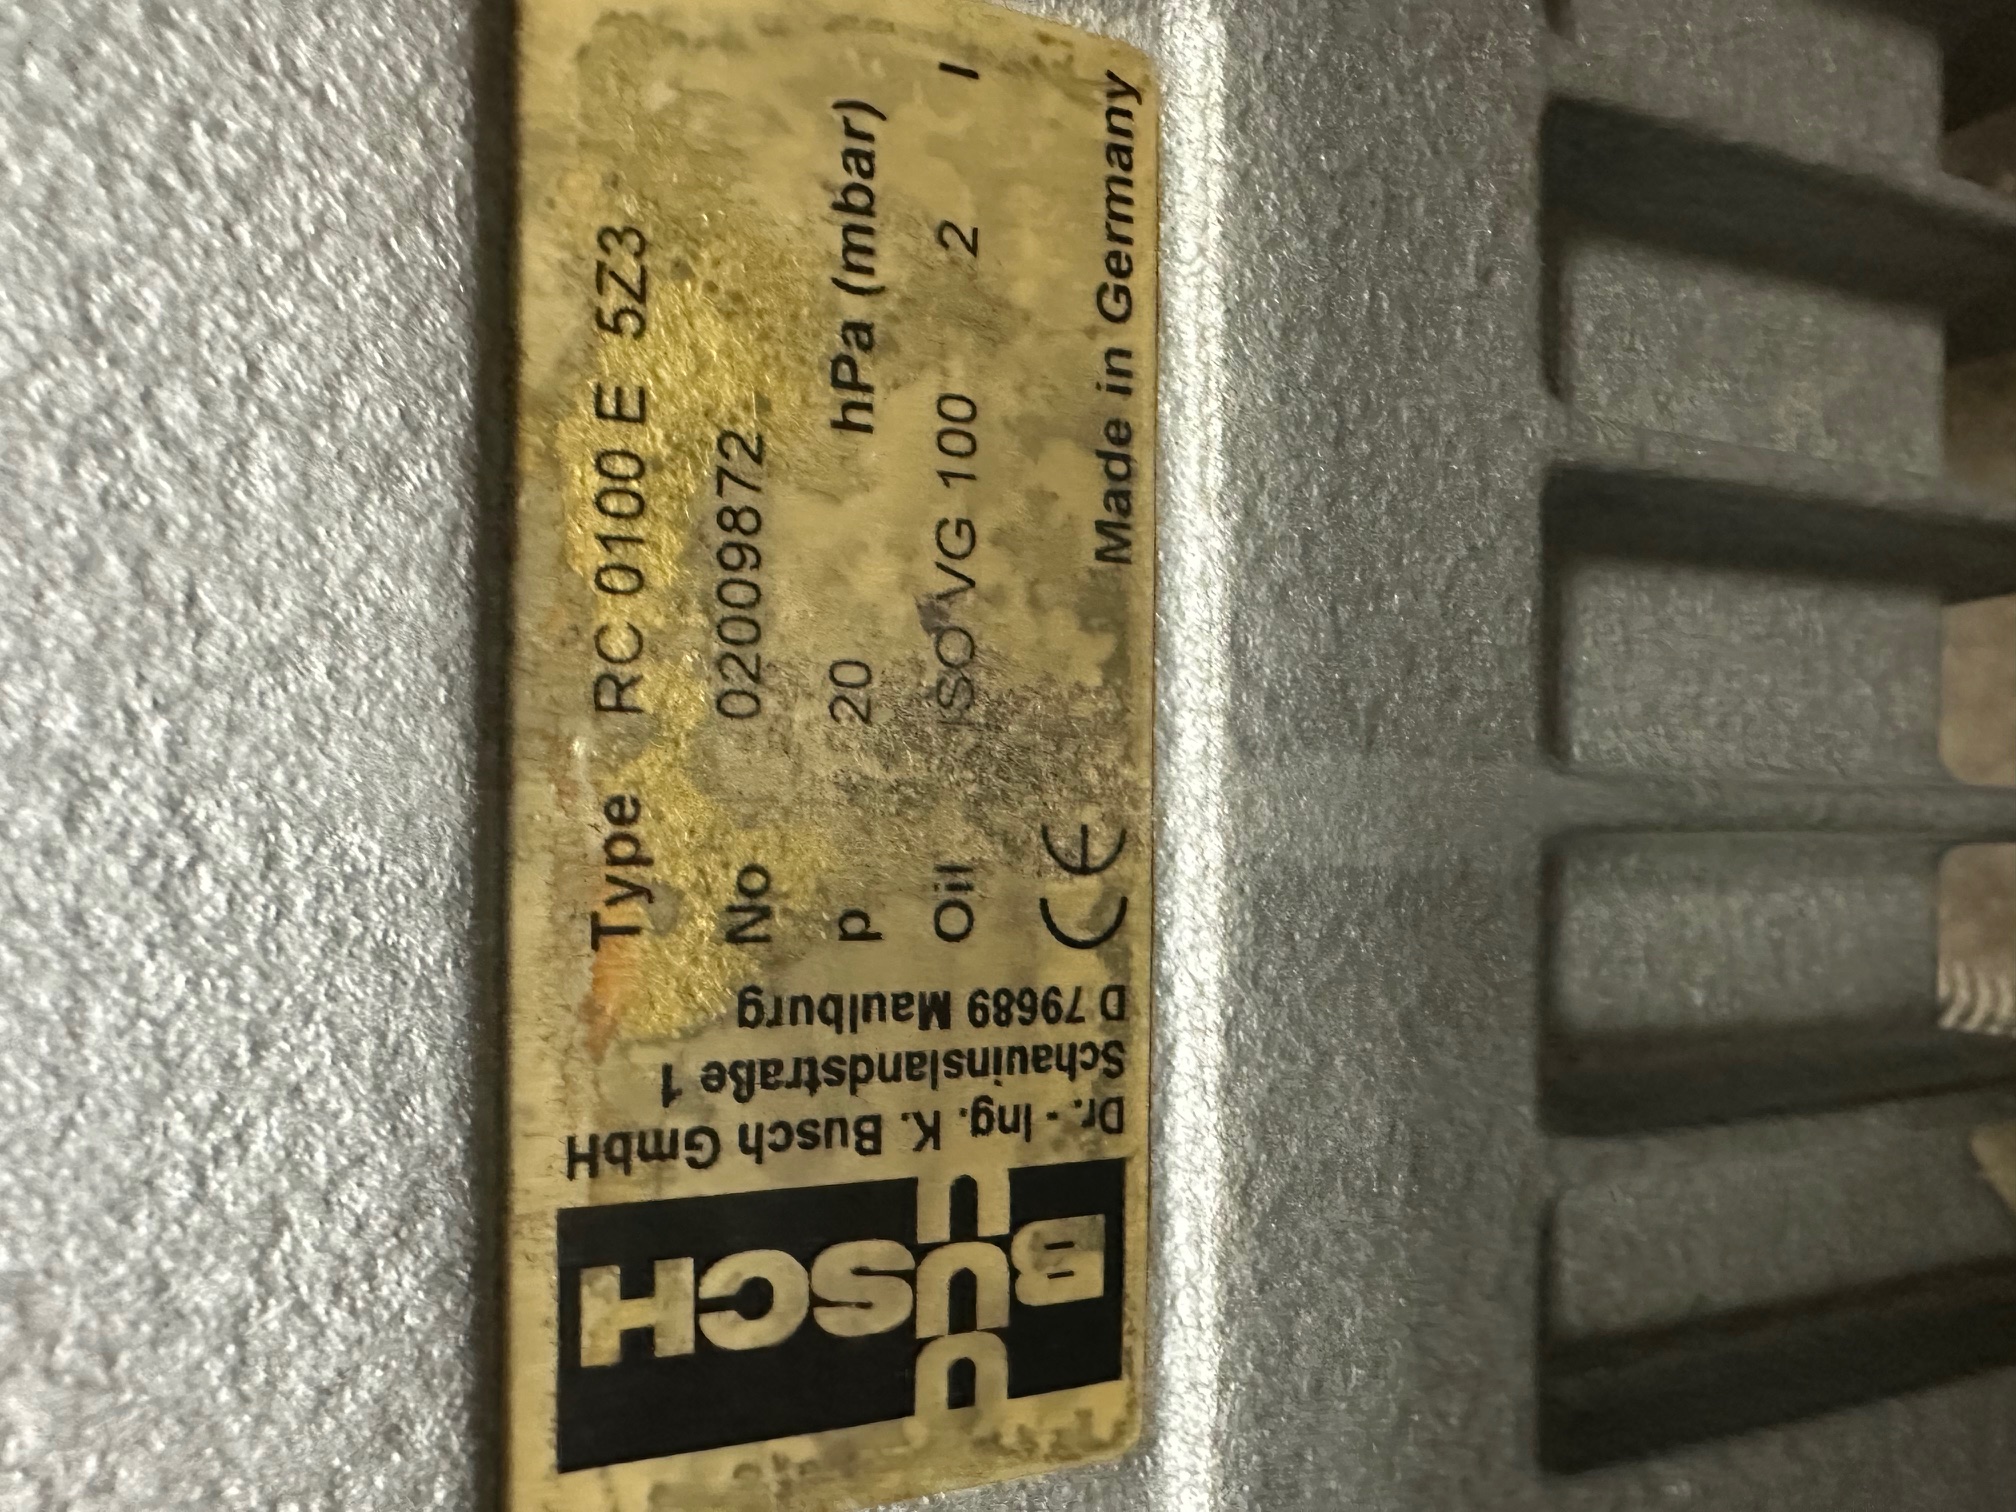 BUSCH
Dr. - Ing. K. Busch GmbH
Schauinslandstraße 1
D 79689 Maulburg
Type RC 0100 E 5Z3
No 02009872
p 20 hPa (mbar)
Oil ISO VG 100 2 l
CE Made in Germany